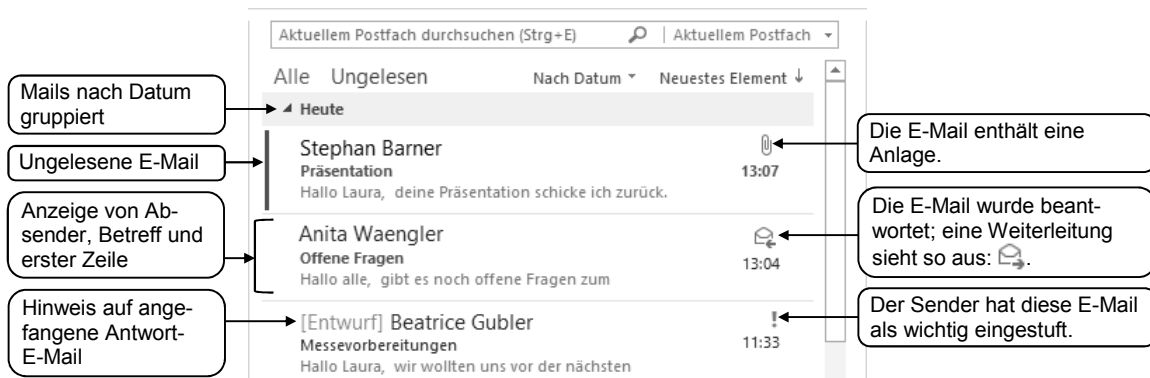 Aktuellem Postfach durchsuchen (Strg+E) Aktuellem Postfach
Alle Ungelesen Nach Datum Neuestes Element ↓
Mails nach Datum
gruppiert
Heute
Ungelesene E-Mail
Stephan Barner
Präsentation 13:07
Hallo Laura, deine Präsentation schicke ich zurück.
Die E-Mail enthält eine
Anlage.
Anzeige von Ab-
sender, Betreff und
erster Zeile
Anita Waengler
Offene Fragen 13:04
Hallo alle, gibt es noch offene Fragen zum
Die E-Mail wurde beant-
wortet; eine Weiterleitung
sieht so aus: .
Hinweis auf ange-
fangene Antwort-
E-Mail
[Entwurf] Beatrice Gubler !
Messevorbereitungen 11:33
Hallo Laura, wir wollten uns vor der nächsten
Der Sender hat diese E-Mail
als wichtig eingestuft.